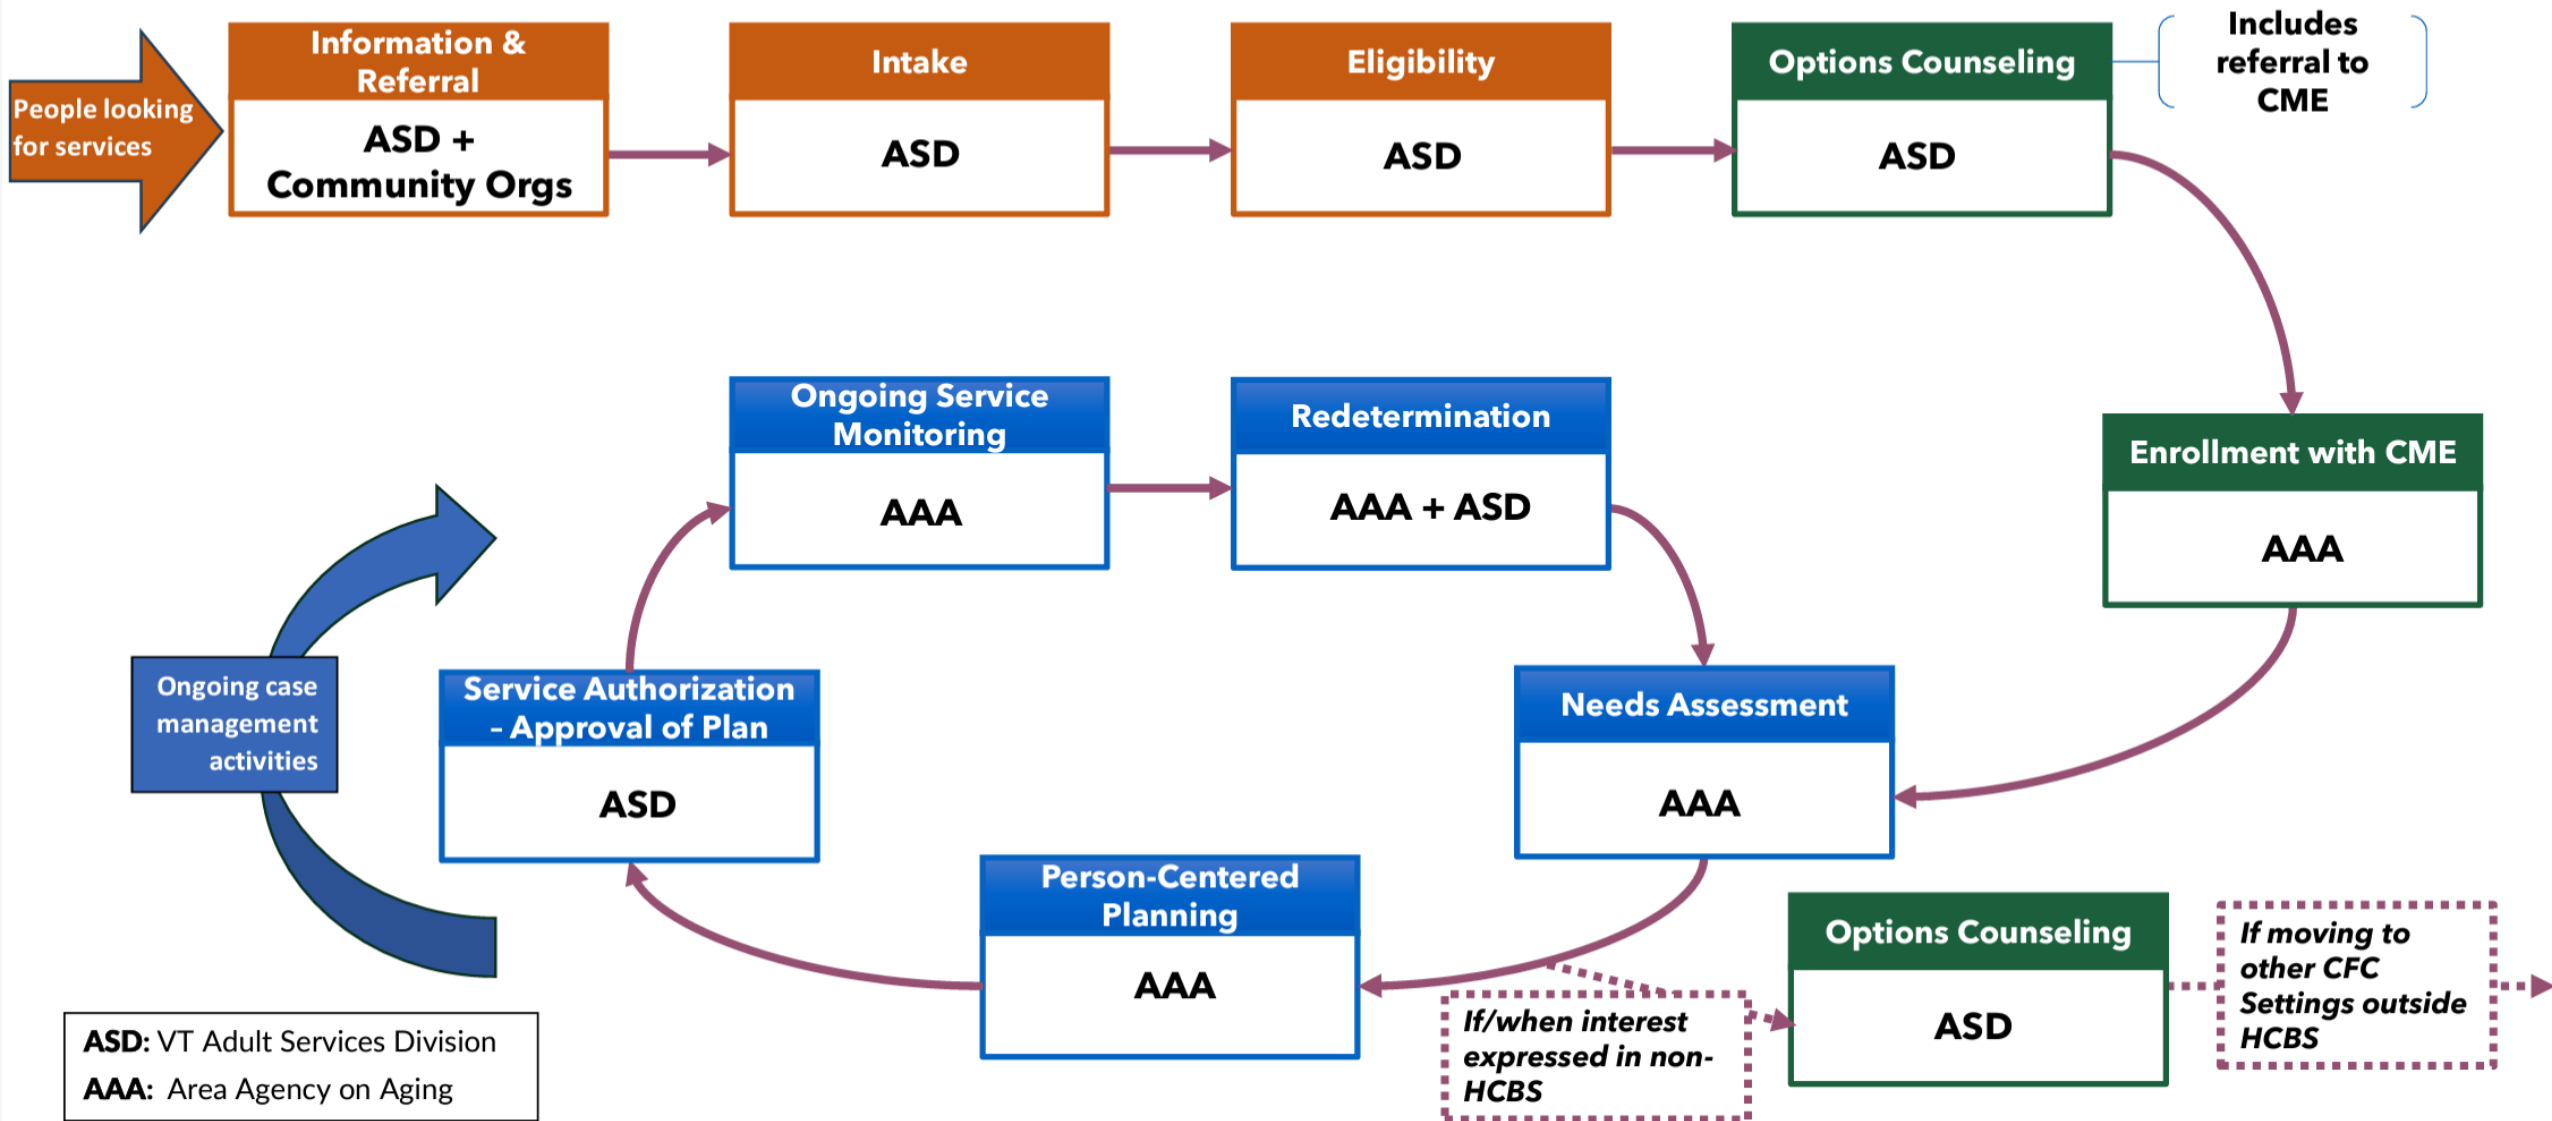 People looking
for services
Information &
Referral
ASD +
Community Orgs
Intake
ASD
Eligibility
ASD
Options Counseling
ASD
Includes
referral to
CME
Enrollment with CME
AAA
Ongoing Service
Monitoring
AAA
Redetermination
AAA + ASD
Needs Assessment
AAA
Person-Centered
Planning
AAA
Service Authorization
– Approval of Plan
ASD
Ongoing case
management
activities
If/when interest
expressed in non-
HCBS
Options Counseling
ASD
If moving to
other CFC
Settings outside
HCBS
ASD: VT Adult Services Division
AAA: Area Agency on Aging